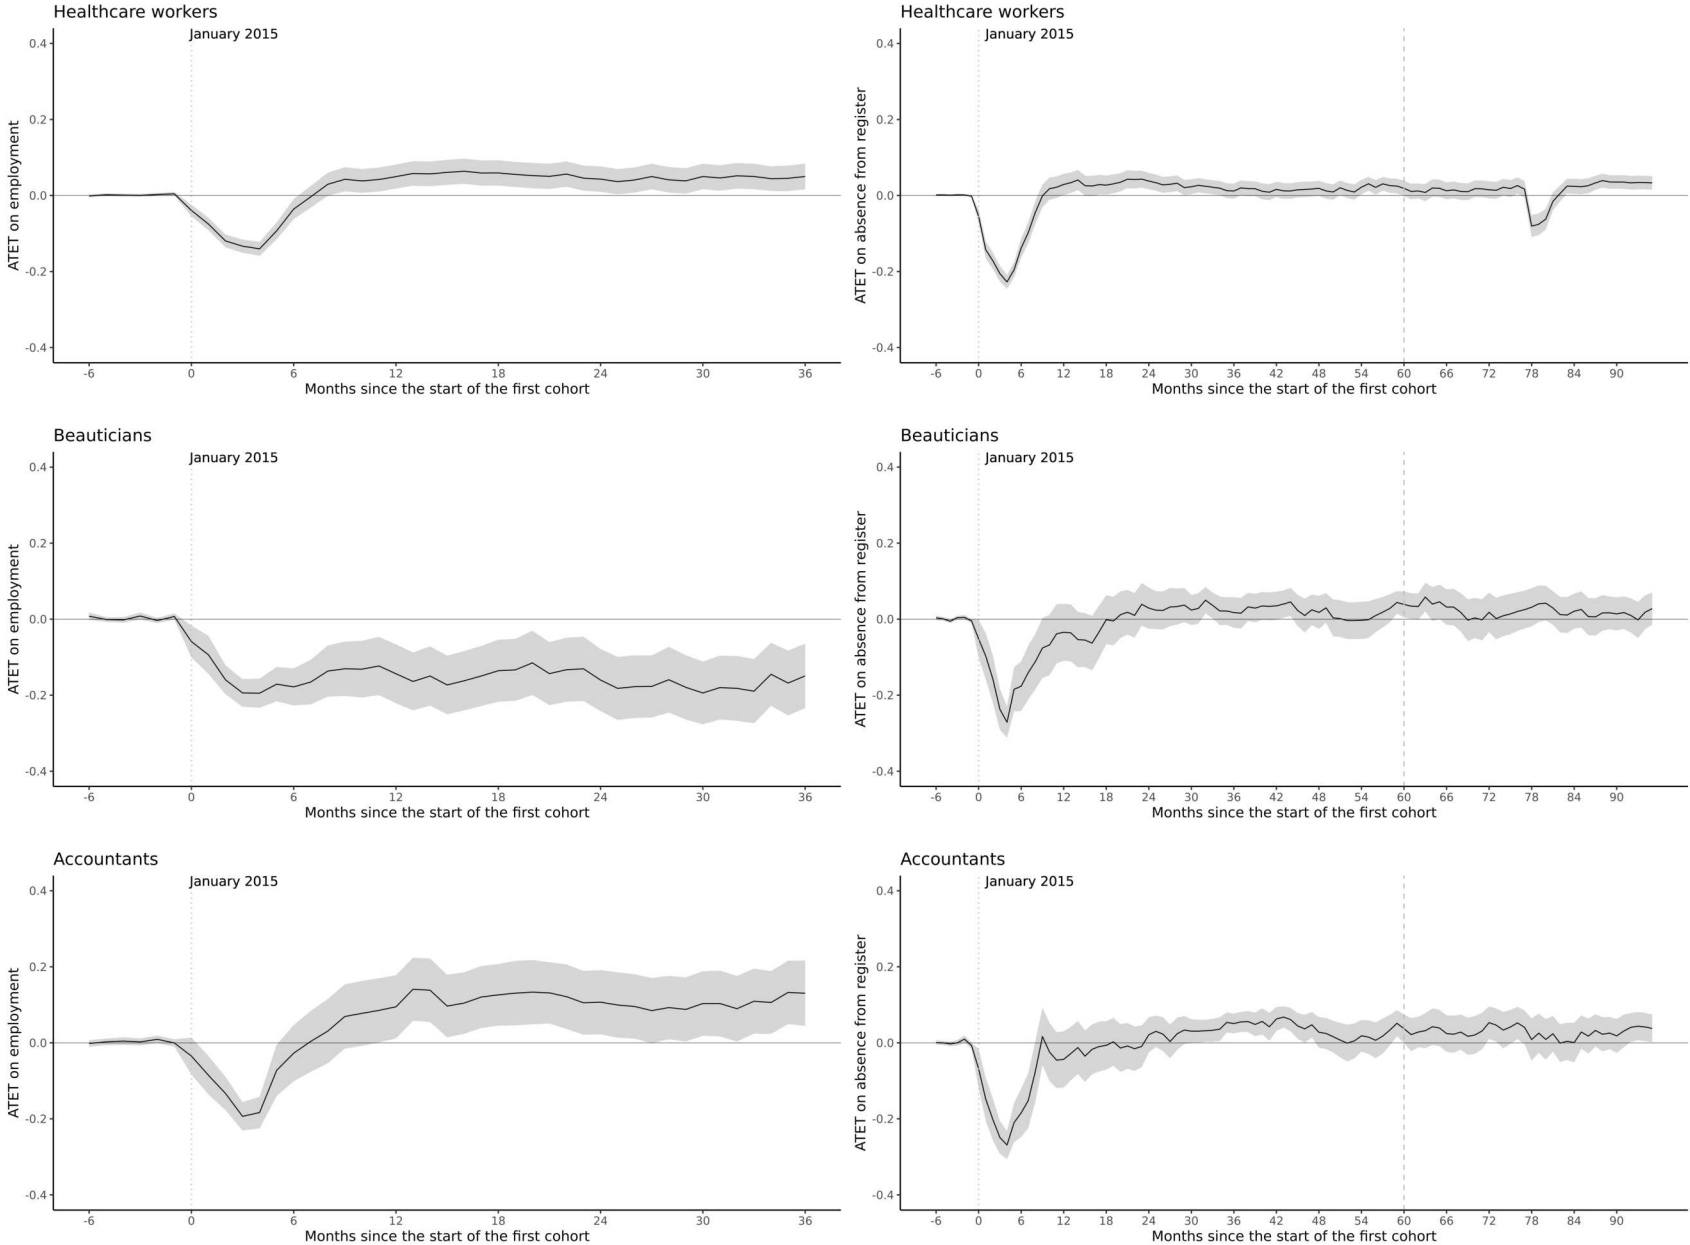 Healthcare workers
January 2015
ATET on employment
0.4
0.2
0.0
-0.2
-0.4
-6 0 6 12 18 24 30 36
Months since the start of the first cohort
Healthcare workers
January 2015
ATET on absence from register
0.4
0.2
0.0
-0.2
-0.4
-6 0 6 12 18 24 30 36 42 48 54 60 66 72 78 84 90
Months since the start of the first cohort
Beauticians
January 2015
ATET on employment
0.4
0.2
0.0
-0.2
-0.4
-6 0 6 12 18 24 30 36
Months since the start of the first cohort
Beauticians
January 2015
ATET on absence from register
0.4
0.2
0.0
-0.2
-0.4
-6 0 6 12 18 24 30 36 42 48 54 60 66 72 78 84 90
Months since the start of the first cohort
Accountants
January 2015
ATET on employment
0.4
0.2
0.0
-0.2
-0.4
-6 0 6 12 18 24 30 36
Months since the start of the first cohort
Accountants
January 2015
ATET on absence from register
0.4
0.2
0.0
-0.2
-0.4
-6 0 6 12 18 24 30 36 42 48 54 60 66 72 78 84 90
Months since the start of the first cohort